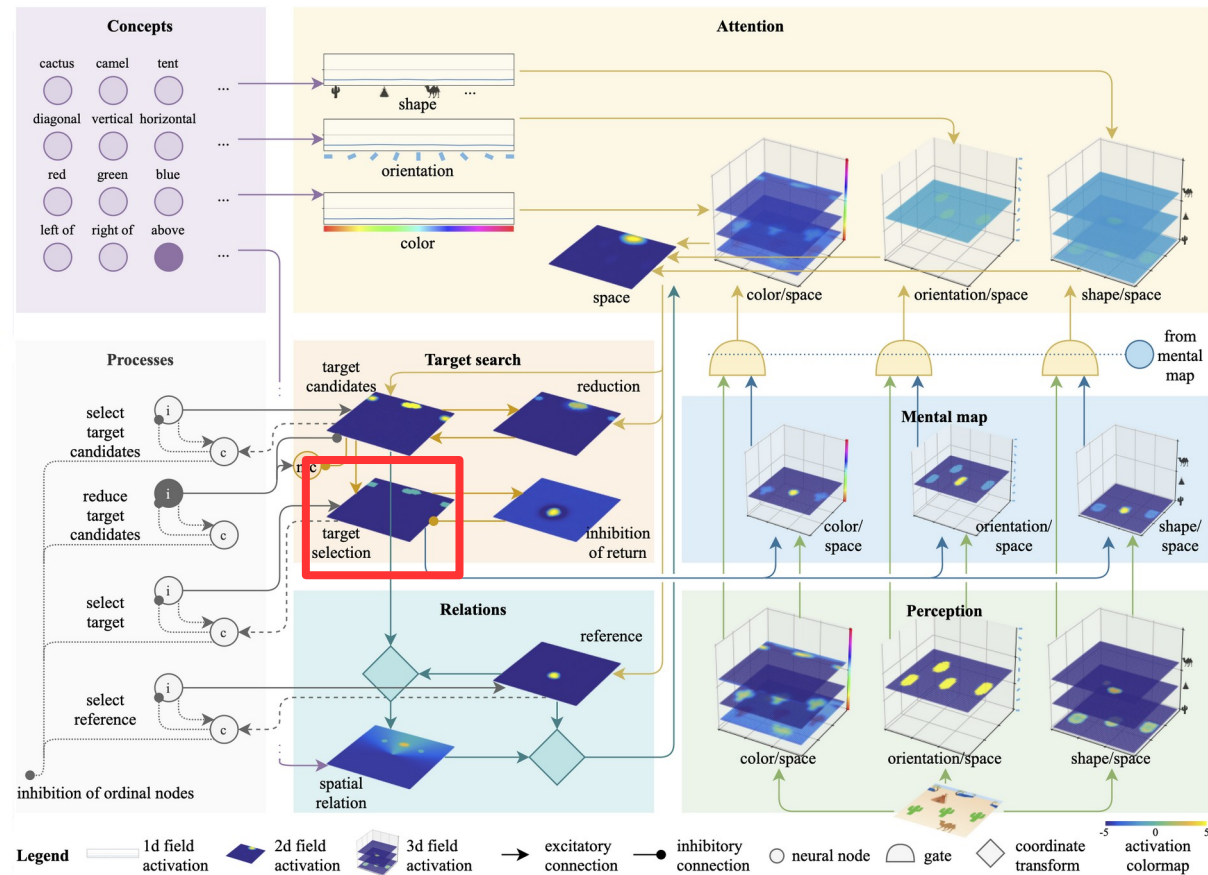 Concepts
cactus camel tent
...
diagonal vertical horizontal
...
red green blue
...
left of right of above
...
Attention
...
shape
orientation
color
space
color/space
orientation/space
shape/space
Processes
select
target
candidates
i
c
reduce
target
candidates
i
c
select
target
i
c
select
reference
i
c
inhibition of ordinal nodes
Target search
target
candidates
reduction
target
selection
inhibition
of return
from
mental
map
Mental map
color/
space
orientation/
space
shape/
space
Relations
reference
spatial
relation
Perception
color/space
orientation/space
shape/space
Legend
1d field
activation
2d field
activation
3d field
activation
excitatory
connection
inhibitory
connection
neural node
gate
coordinate
transform
-5 0 5
activation
colormap